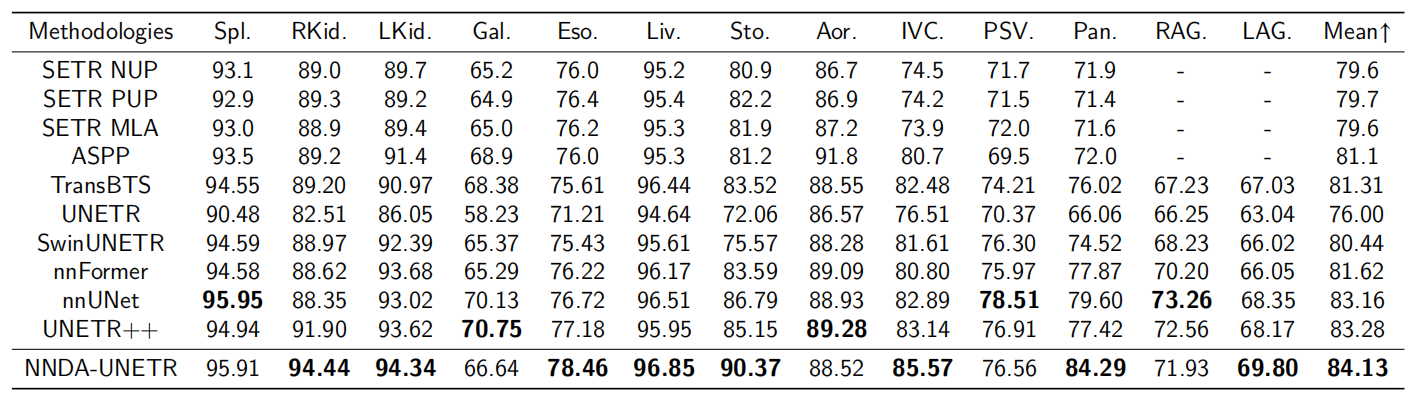 Methodologies Spl. RKid. LKid. Gal. Eso. Liv. Sto. Aor. IVC. PSV. Pan. RAG. LAG. Mean↑
SETR NUP 93.1 89.0 89.7 65.2 76.0 95.2 80.9 86.7 74.5 71.7 71.9 - - 79.6
SETR PUP 92.9 89.3 89.2 64.9 76.4 95.4 82.2 86.9 74.2 71.5 71.4 - - 79.7
SETR MLA 93.0 88.9 89.4 65.0 76.2 95.3 81.9 87.2 73.9 72.0 71.6 - - 79.6
ASPP 93.5 89.2 91.4 68.9 76.0 95.3 81.2 91.8 80.7 69.5 72.0 - - 81.1
TransBTS 94.55 89.20 90.97 68.38 75.61 96.44 83.52 88.55 82.48 74.21 76.02 67.23 67.03 81.31
UNETR 90.48 82.51 86.05 58.23 71.21 94.64 72.06 86.57 76.51 70.37 66.06 66.25 63.04 76.00
SwinUNETR 94.59 88.97 92.39 65.37 75.43 95.61 75.57 88.28 81.61 76.30 74.52 68.23 66.02 80.44
nnFormer 94.58 88.62 93.68 65.29 76.22 96.17 83.59 89.09 80.80 75.97 77.87 70.20 66.05 81.62
nnUNet 95.95 88.35 93.02 70.13 76.72 96.51 86.79 88.93 82.89 78.51 79.60 73.26 68.35 83.16
UNETR++ 94.94 91.90 93.62 70.75 77.18 95.95 85.15 89.28 83.14 76.91 77.42 72.56 68.17 83.28
NNDA-UNETR 95.91 94.44 94.34 66.64 78.46 96.85 90.37 88.52 85.57 76.56 84.29 71.93 69.80 84.13